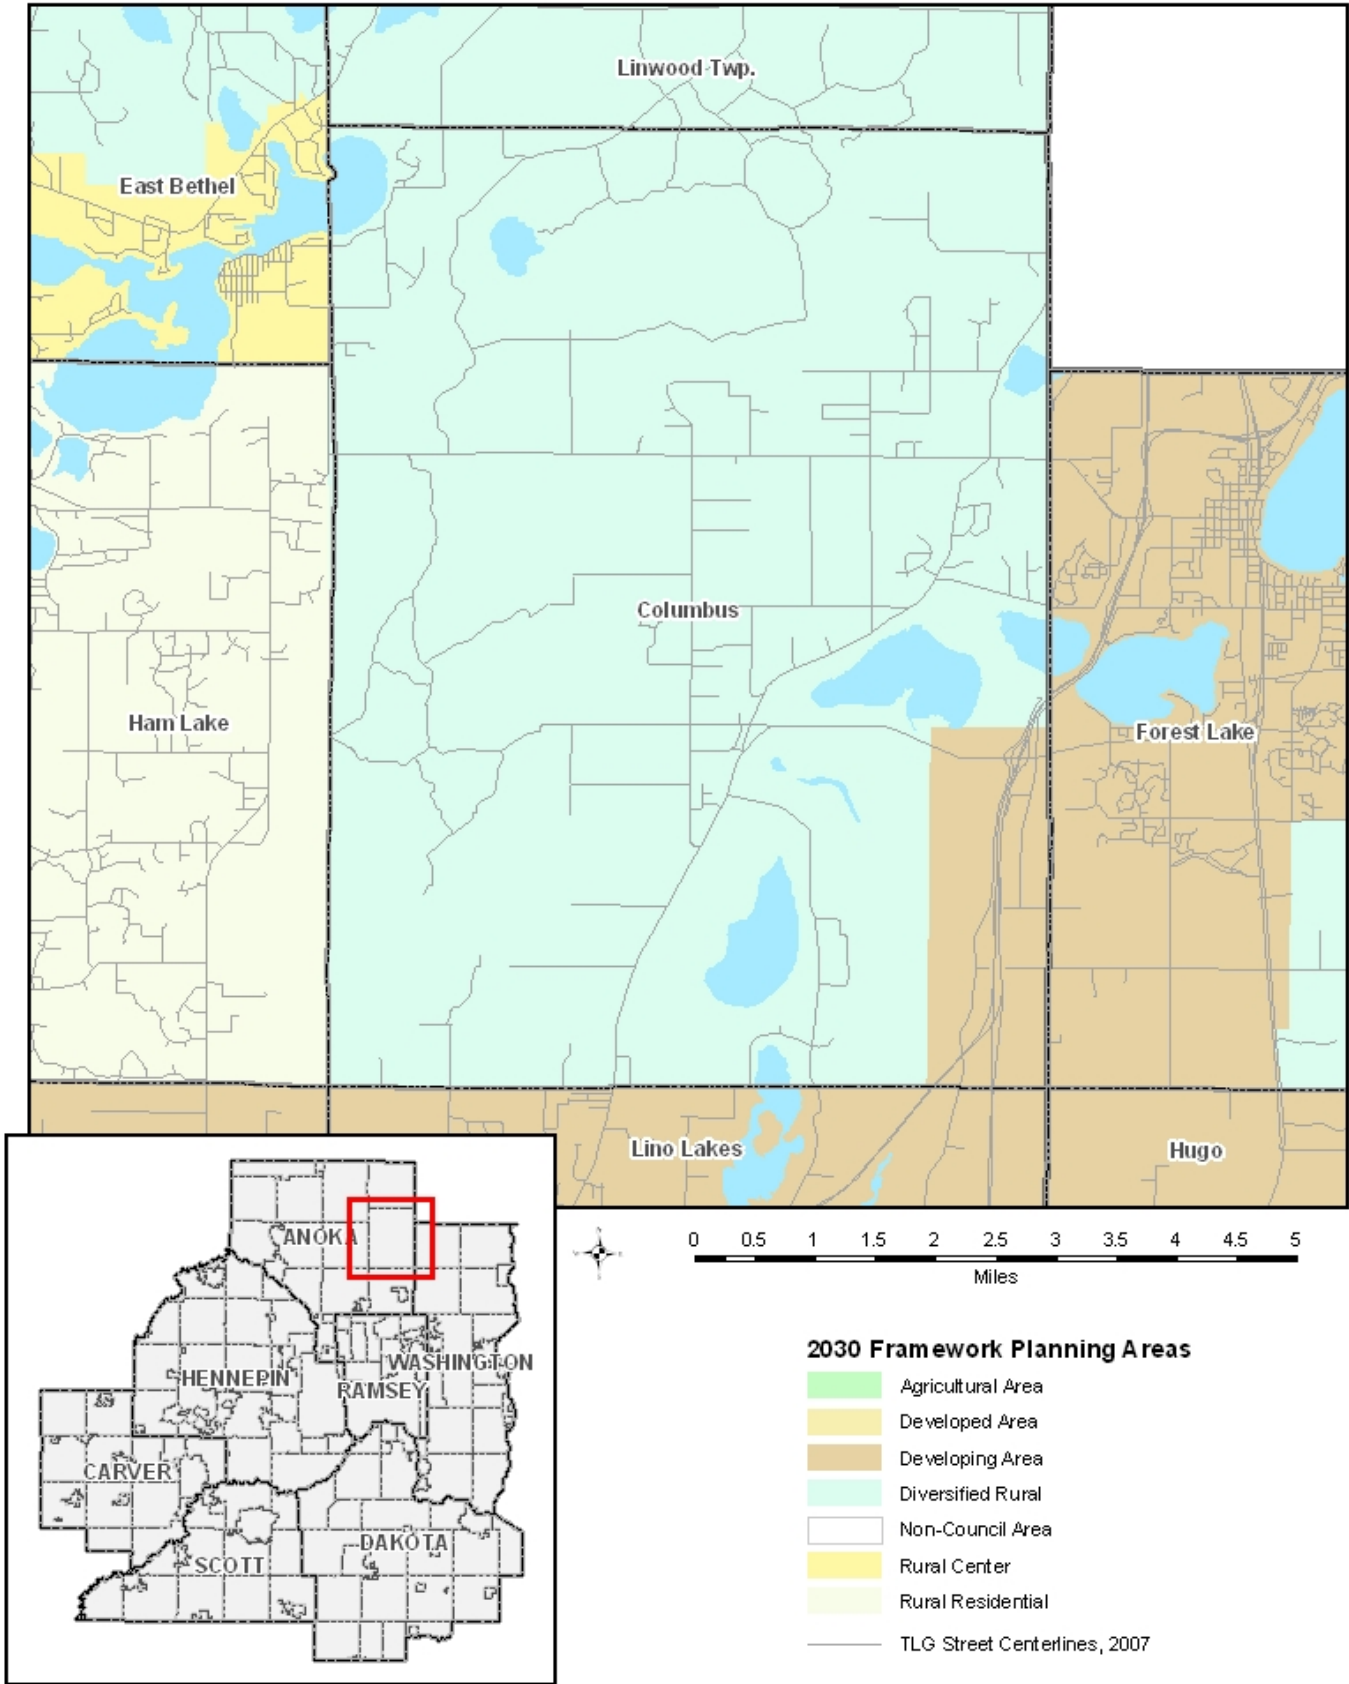 Linwood Twp.
East Bethel
Columbus
Ham Lake
Forest Lake
Lino Lakes
Hugo
ANOKA
HENNEPIN
WASHINGTON
RAMSEY
CARVER
SCOTT
DAKOTA
0 0.5 1 1.5 2 2.5 3 3.5 4 4.5 5
Miles
2030 Framework Planning Areas
Agricultural Area
Developed Area
Developing Area
Diversified Rural
Non-Council Area
Rural Center
Rural Residential
TLG Street Centerlines, 2007